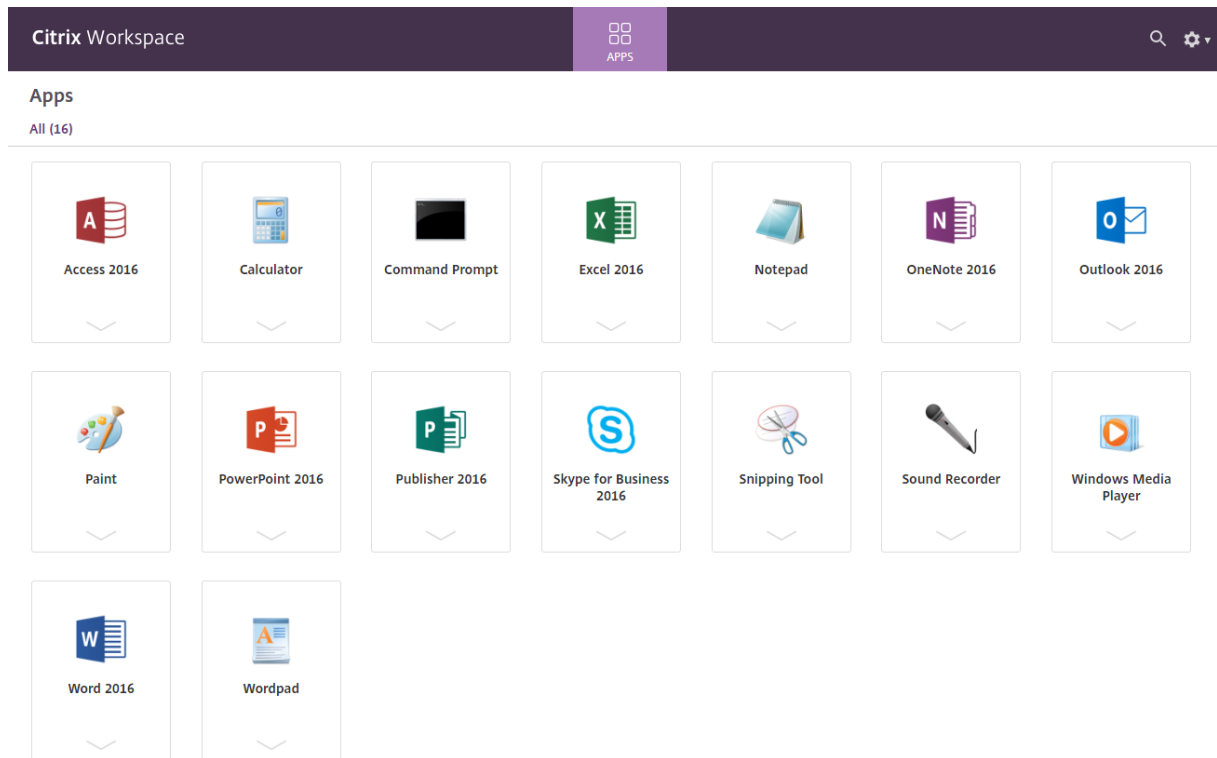 Citrix Workspace
APPS
Apps
All (16)
Access 2016
Calculator
Command Prompt
Excel 2016
Notepad
OneNote 2016
Outlook 2016
Paint
PowerPoint 2016
Publisher 2016
Skype for Business
2016
Snipping Tool
Sound Recorder
Windows Media
Player
Word 2016
Wordpad